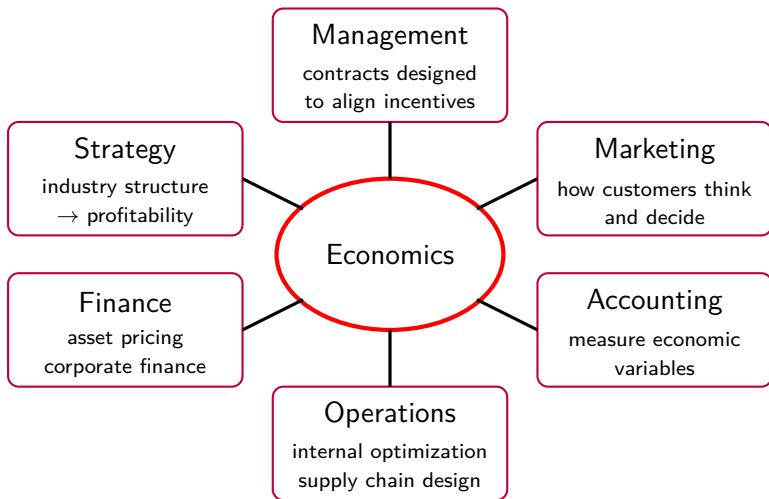 Management
contracts designed
to align incentives
Strategy
industry structure
→ profitability
Marketing
how customers think
and decide
Economics
Finance
asset pricing
corporate finance
Accounting
measure economic
variables
Operations
internal optimization
supply chain design